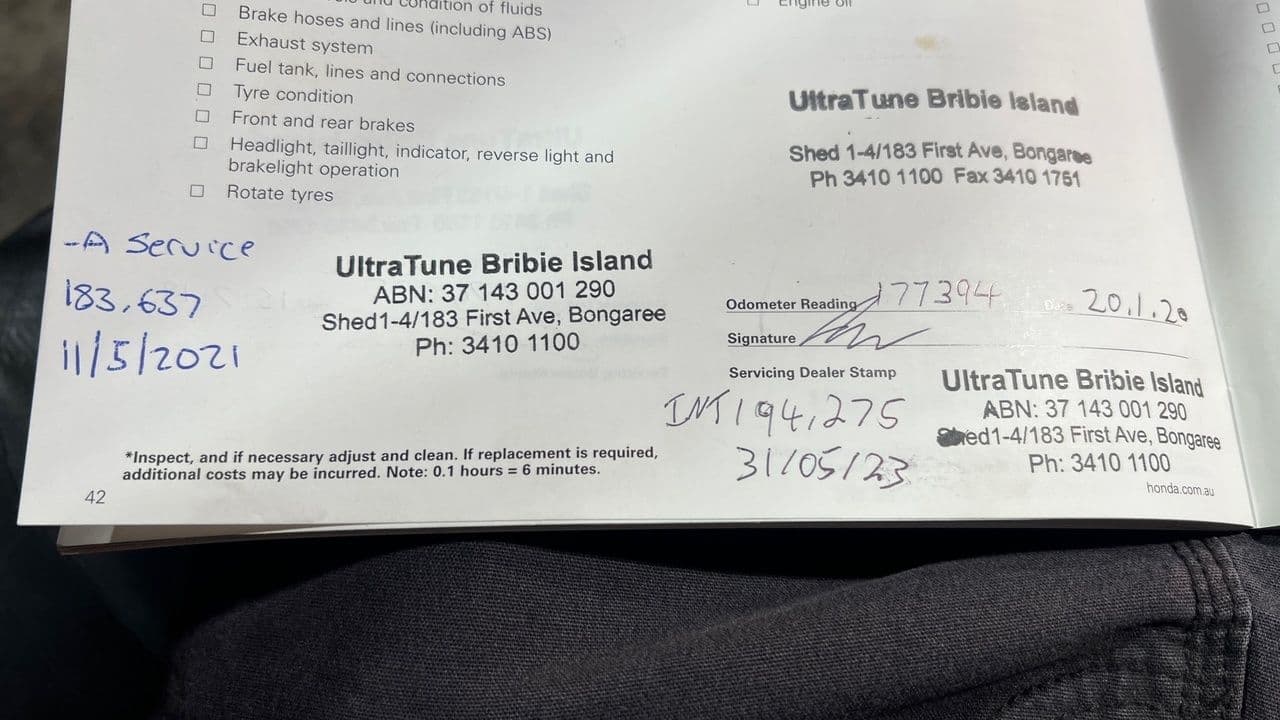 condition of fluids
Brake hoses and lines (including ABS)
Exhaust system
Fuel tank, lines and connections
Tyre condition
Front and rear brakes
Headlight, taillight, indicator, reverse light and
brakelight operation
Rotate tyres
-A Service
183,637
11/5/2021
UltraTune Bribie Island
ABN: 37 143 001 290
Shed1-4/183 First Ave, Bongaree
Ph: 3410 1100
*Inspect, and if necessary adjust and clean. If replacement is required,
additional costs may be incurred. Note: 0.1 hours = 6 minutes.
42
Engine oil
UltraTune Bribie Island
Shed 1-4/183 First Ave, Bongaree
Ph 3410 1100 Fax 3410 1751
Odometer Reading 177394 Date 20.1.20
Signature
Servicing Dealer Stamp
INT 194,275
31/05/23
UltraTune Bribie Island
ABN: 37 143 001 290
Shed1-4/183 First Ave, Bongaree
Ph: 3410 1100
honda.com.au